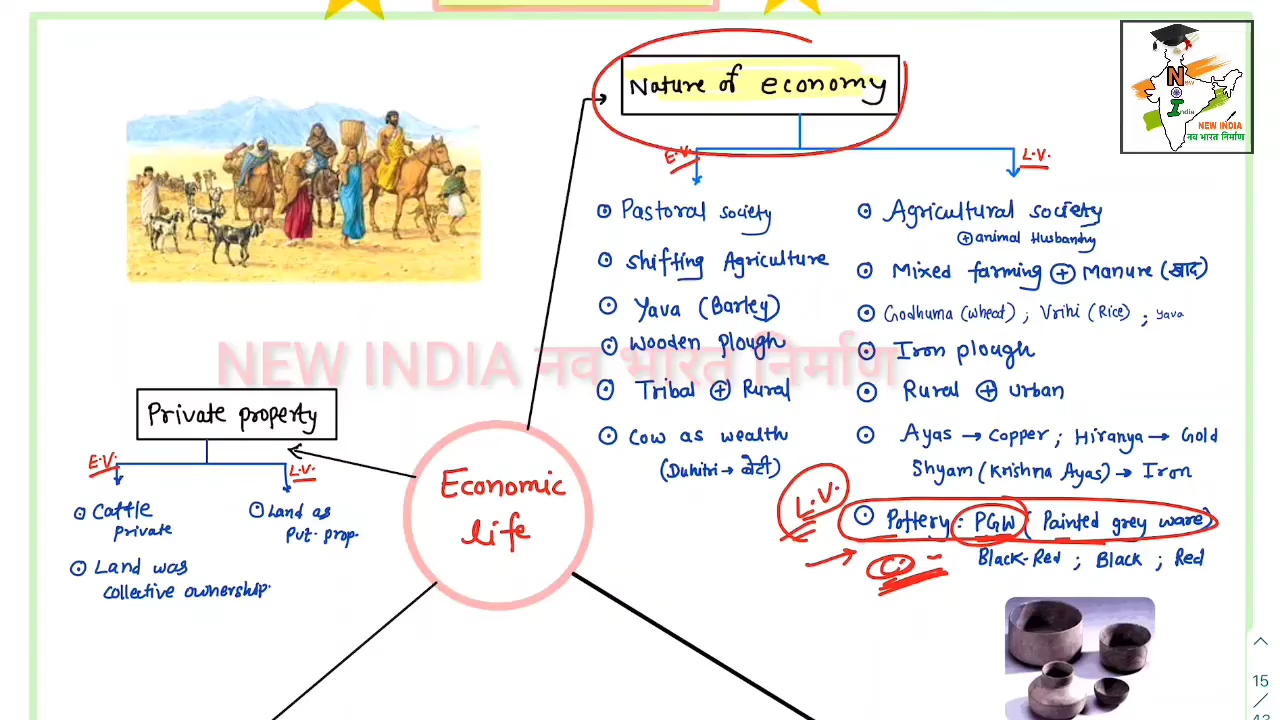 Nature of economy
N
I
india
NEW INDIA
नव भारत निर्माण
E.V.
L.V.
Pastoral society
Shifting Agriculture
Yava (Barley)
Wooden plough
Tribal + Rural
Cow as wealth
(Duhitri → बेटी)
Agricultural society
+ animal Husbandry
Mixed farming + Manure (खाद)
Godhuma (wheat) ; Vrihi (Rice) ; Yava
Iron plough
Rural + urban
Ayas → Copper ; Hiranya → Gold
Shyam (Krishna Ayas) → Iron
L.V.
Pottery : PGW (Painted grey ware)
Black-Red ; Black ; Red
NEW INDIA नव भारत निर्माण
Private property
E.V.
L.V.
Cattle
Private
Land was
collective ownership.
Land as
Put. prop.
Economic
life
15
/